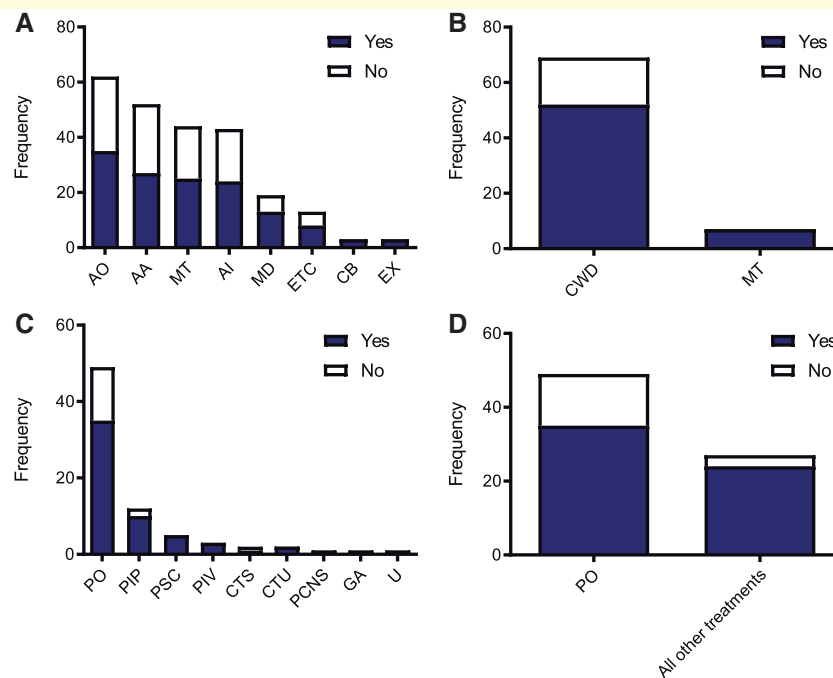 A
80
60
40
20
0
Frequency
Yes
No
AO
AA
MT
AI
MD
ETC
CB
EX
B
80
60
40
20
0
Frequency
Yes
No
CWD
MT
C
60
40
20
0
Frequency
Yes
No
PO
PIP
PSC
PIV
CTS
CTU
PCNS
GA
U
D
60
40
20
0
Frequency
Yes
No
PO
All other treatments